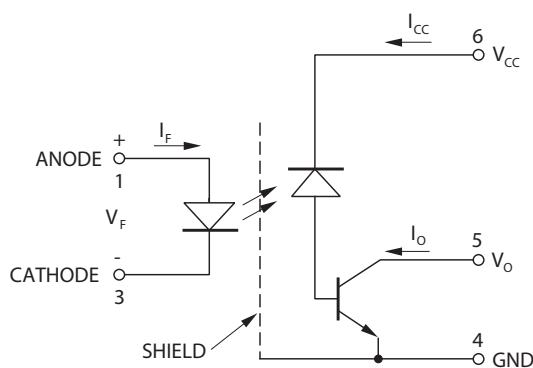 I_CC
6
V_CC
+
I_F
ANODE
1
V_F
-
CATHODE
3
SHIELD
I_O
5
V_O
4
GND